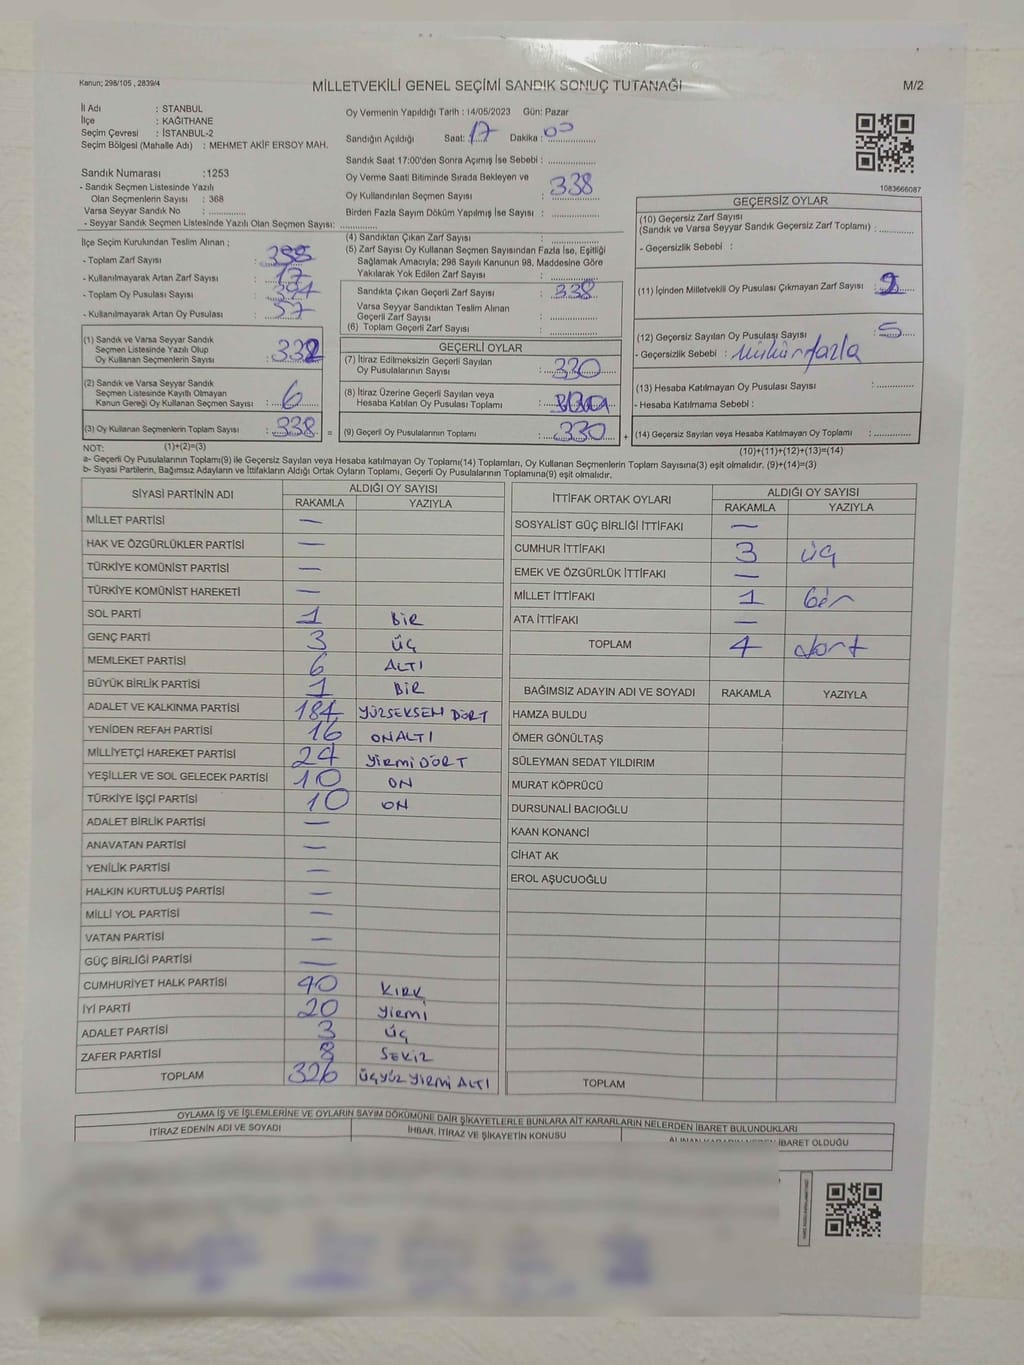 Kanun; 298/105 , 2839/4
MİLLETVEKİLİ GENEL SEÇİMİ SANDIK SONUÇ TUTANAĞI
M/2
İl Adı : STANBUL
İlçe : KAĞITHANE
Seçim Çevresi : İSTANBUL-2
Seçim Bölgesi (Mahalle Adı) : MEHMET AKİF ERSOY MAH.
Sandık Numarası :1253
- Sandık Seçmen Listesinde Yazılı
Olan Seçmenlerin Sayısı : 368
Varsa Seyyar Sandık No :
- Seyyar Sandık Seçmen Listesinde Yazılı Olan Seçmen Sayısı:
Oy Vermenin Yapıldığı Tarih : 14/05/2023 Gün: Pazar
Sandığın Açıldığı Saat: 17 Dakika : 00
Sandık Saat 17:00'den Sonra Açımış İse Sebebi :
Oy Verme Saati Bitiminde Sırada Bekleyen ve
Oy Kullandırılan Seçmen Sayısı : 338
Birden Fazla Sayım Döküm Yapılmış İse Sayısı :
1083666087
İlçe Seçim Kurulundan Teslim Alınan ;
- Toplam Zarf Sayısı :
- Kullanılmayarak Artan Zarf Sayısı : 17
- Toplam Oy Pusulası Sayısı :
- Kullanılmayarak Artan Oy Pusulası : 57
(1) Sandık ve Varsa Seyyar Sandık
Seçmen Listesinde Yazılı Olup
Oy Kullanan Seçmenlerin Sayısı : 332
(2) Sandık ve Varsa Seyyar Sandık
Seçmen Listesinde Kayıtlı Olmayan
Kanun Gereği Oy Kullanan Seçmen Sayısı : 6
(3) Oy Kullanan Seçmenlerin Toplam Sayısı : 338 =
(4) Sandıktan Çıkan Zarf Sayısı :
(5) Zarf Sayısı Oy Kullanan Seçmen Sayısından Fazla İse, Eşitliği
Sağlamak Amacıyla; 298 Sayılı Kanunun 98. Maddesine Göre
Yakılarak Yok Edilen Zarf Sayısı :
Sandıkta Çıkan Geçerli Zarf Sayısı : 338
Varsa Seyyar Sandıktan Teslim Alınan
Geçerli Zarf Sayısı :
(6) Toplam Geçerli Zarf Sayısı :
GEÇERLİ OYLAR
(7) İtiraz Edilmeksizin Geçerli Sayılan
Oy Pusulalarının Sayısı : 330
(8) İtiraz Üzerine Geçerli Sayılan veya
Hesaba Katılan Oy Pusulası Toplamı :
(9) Geçerli Oy Pusulalarının Toplamı : 330 +
GEÇERSİZ OYLAR
(10) Geçersiz Zarf Sayısı
(Sandık ve Varsa Seyyar Sandık Geçersiz Zarf Toplamı) :
- Geçersizlik Sebebi :
(11) İçinden Milletvekili Oy Pusulası Çıkmayan Zarf Sayısı :
(12) Geçersiz Sayılan Oy Pusulası Sayısı : 5
- Geçersizlik Sebebi : Mühür fazla
(13) Hesaba Katılmayan Oy Pusulası Sayısı :
- Hesaba Katılmama Sebebi :
(14) Geçersiz Sayılan veya Hesaba Katılmayan Oy Toplamı :
NOT: (1)+(2)=(3) (10)+(11)+(12)+(13)=(14)
a- Geçerli Oy Pusulalarının Toplamı(9) ile Geçersiz Sayılan veya Hesaba katılmayan Oy Toplamı(14) Toplamları, Oy Kullanan Seçmenlerin Toplam Sayısına(3) eşit olmalıdır. (9)+(14)=(3)
b- Siyasi Partilerin, Bağımsız Adayların ve İttifakların Aldığı Ortak Oyların Toplamı, Geçerli Oy Pusulalarının Toplamına(9) eşit olmalıdır.
SİYASİ PARTİNİN ADI ALDIĞI OY SAYISI
RAKAMLA YAZIYLA
MİLLET PARTİSİ —
HAK VE ÖZGÜRLÜKLER PARTİSİ —
TÜRKİYE KOMÜNİST PARTİSİ —
TÜRKİYE KOMÜNİST HAREKETİ —
SOL PARTİ 1 BİR
GENÇ PARTİ 3 ÜÇ
MEMLEKET PARTİSİ 6 ALTI
BÜYÜK BİRLİK PARTİSİ 1 BİR
ADALET VE KALKINMA PARTİSİ 184 YÜZSEKSEN DÖRT
YENİDEN REFAH PARTİSİ 16 ONALTI
MİLLİYETÇİ HAREKET PARTİSİ 24 YİRMİ DÖRT
YEŞİLLER VE SOL GELECEK PARTİSİ 10 ON
TÜRKİYE İŞÇİ PARTİSİ 10 ON
ADALET BİRLİK PARTİSİ —
ANAVATAN PARTİSİ —
YENİLİK PARTİSİ —
HALKIN KURTULUŞ PARTİSİ —
MİLLİ YOL PARTİSİ —
VATAN PARTİSİ —
GÜÇ BİRLİĞİ PARTİSİ —
CUMHURİYET HALK PARTİSİ 40 KIRK
İYİ PARTİ 20 YİRMİ
ADALET PARTİSİ 3 ÜÇ
ZAFER PARTİSİ 8 SEKİZ
TOPLAM 326 ÜÇYÜZ YİRMİ ALTI
İTTİFAK ORTAK OYLARI ALDIĞI OY SAYISI
RAKAMLA YAZIYLA
SOSYALİST GÜÇ BİRLİĞİ İTTİFAKI —
CUMHUR İTTİFAKI 3 üç
EMEK VE ÖZGÜRLÜK İTTİFAKI —
MİLLET İTTİFAKI 1 bir
ATA İTTİFAKI —
TOPLAM 4 dört
BAĞIMSIZ ADAYIN ADI VE SOYADI RAKAMLA YAZIYLA
HAMZA BULDU
ÖMER GÖNÜLTAŞ
SÜLEYMAN SEDAT YILDIRIM
MURAT KÖPRÜCÜ
DURSUNALİ BACIOĞLU
KAAN KONANCİ
CİHAT AK
EROL AŞUCUOĞLU
TOPLAM
OYLAMA İŞ VE İŞLEMLERİNE VE OYLARIN SAYIM DÖKÜMÜNE DAİR ŞİKAYETLERLE BUNLARA AİT KARARLARIN NELERDEN İBARET BULUNDUKLARI
İTİRAZ EDENİN ADI VE SOYADI İHBAR, İTİRAZ VE ŞİKAYETİN KONUSU İBARET OLDUĞU